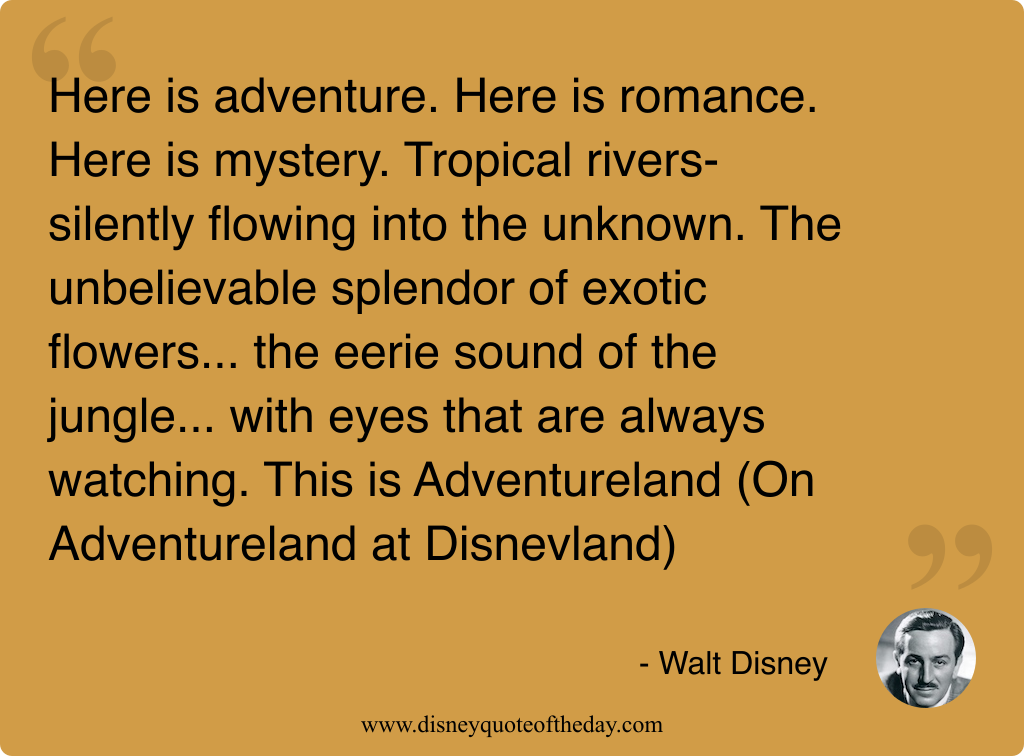 Here is adventure. Here is romance.
Here is mystery. Tropical rivers-
silently flowing into the unknown. The
unbelievable splendor of exotic
flowers... the eerie sound of the
jungle... with eyes that are always
watching. This is Adventureland (On
Adventureland at Disnevland)
- Walt Disney
www.disneyquoteoftheday.com